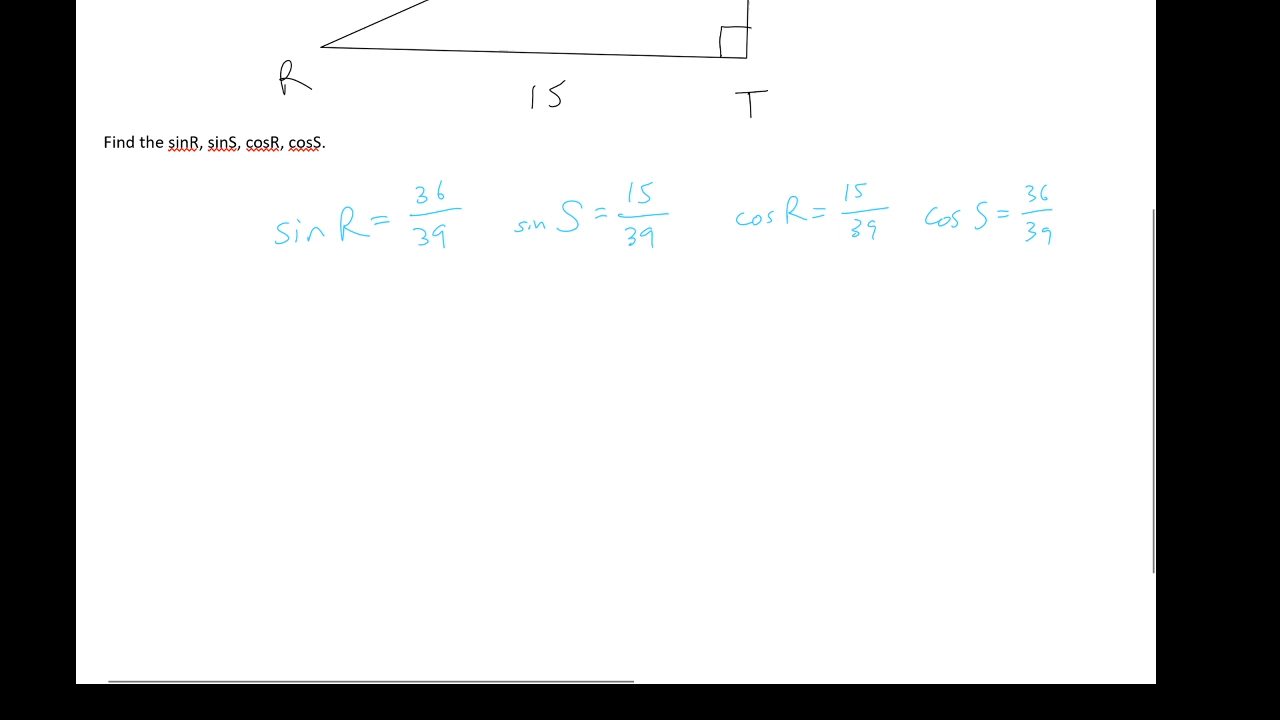 R
15
T
Find the sinR, sinS, cosR, cosS.
sin R = 36/39 sin S = 15/39 cos R = 15/39 cos S = 36/39